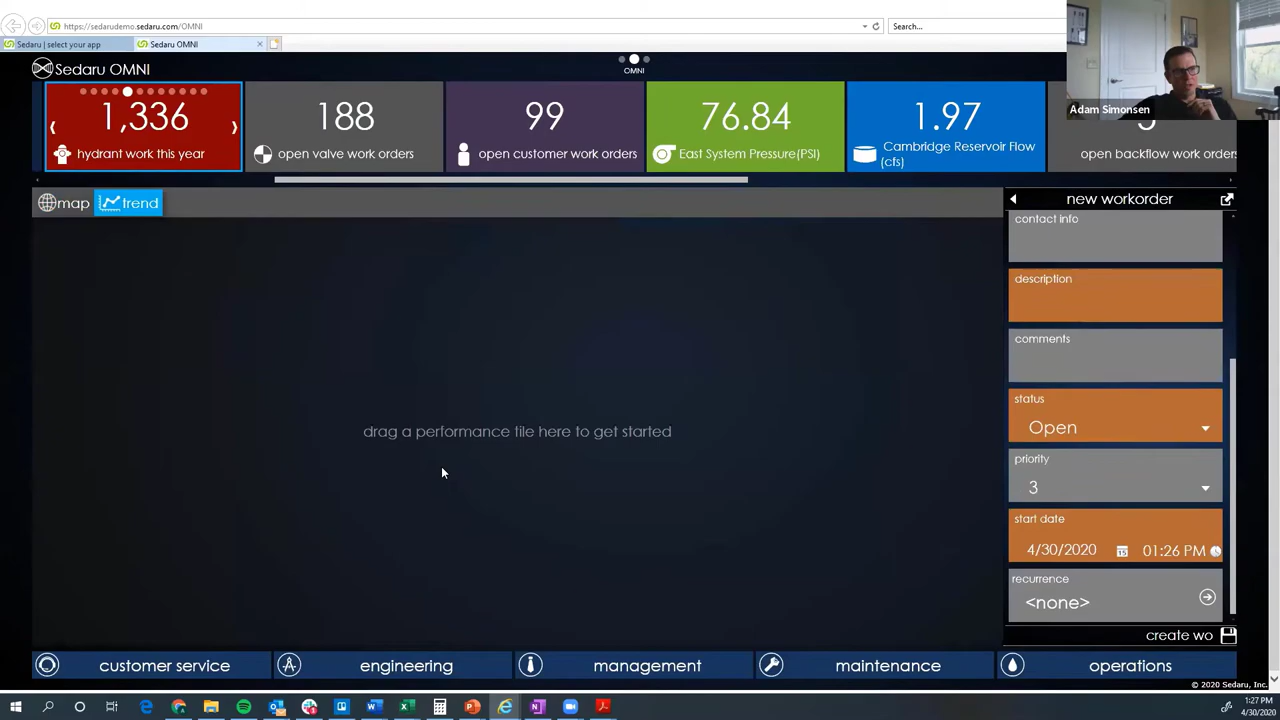 https://sedarudemo.sedaru.com/OMNI
Search...
Sedaru | select your app
Sedaru OMNI
Sedaru OMNI
OMNI
Adam Simonsen
1,336
hydrant work this year
188
open valve work orders
99
open customer work orders
76.84
East System Pressure(PSI)
1.97
Cambridge Reservoir Flow (cfs)
open backflow work orders
map
trend
new workorder
contact info
description
comments
status
Open
priority
3
start date
4/30/2020 15 01:26 PM
recurrence
<none>
create wo
drag a performance tile here to get started
customer service
engineering
management
maintenance
operations
© 2020 Sedaru, Inc.
1:27 PM
4/30/2020